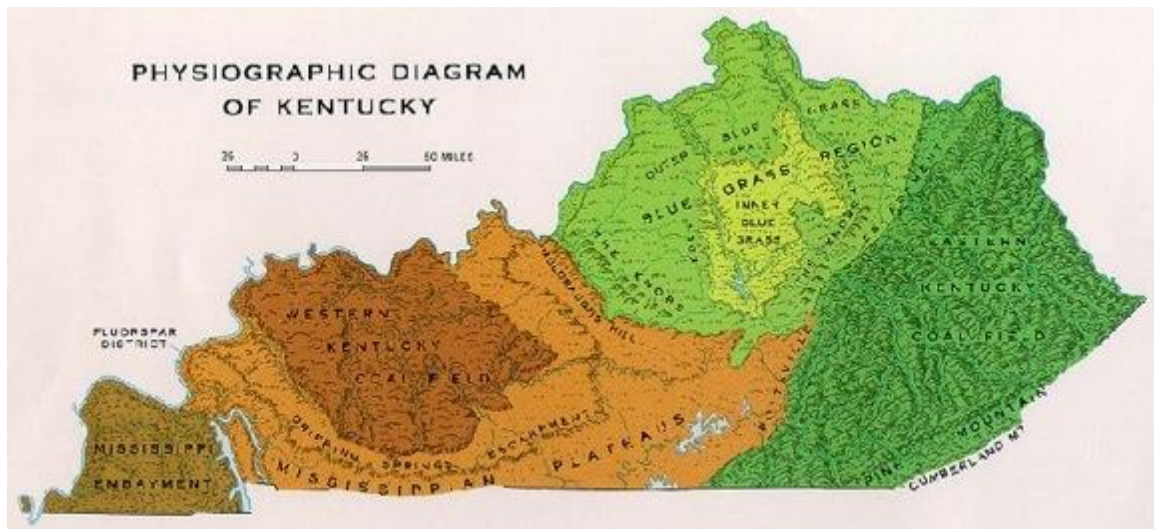 PHYSIOGRAPHIC DIAGRAM
OF KENTUCKY
25 0 25 50 MILES
OUTER BLUE GRASS
BLUE GRASS REGION
INNER
BLUE
GRASS
THE KNOBS
MULDRAUGHS HILL
WESTERN
KENTUCKY
COAL FIELD
EASTERN
KENTUCKY
COAL FIELD
FLUORSPAR
DISTRICT
MISSISSIPPI
EMBAYMENT
DRIPPING SPRINGS ESCARPMENT
MISSISSIPPIAN PLATEAUS
PINE MOUNTAIN
CUMBERLAND MT